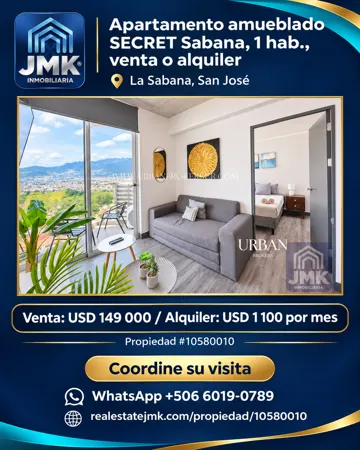 JMK
INMOBILIARIA
Apartamento amueblado
SECRET Sabana, 1 hab.,
venta o alquiler
La Sabana, San José
URBAN
JMK
INMOBILIARIA
Venta: USD 149 000 / Alquiler: USD 1 100 por mes
Propiedad #10580010
Coordine su visita
WhatsApp +506 6019-0789
realestatejmk.com/propiedad/10580010